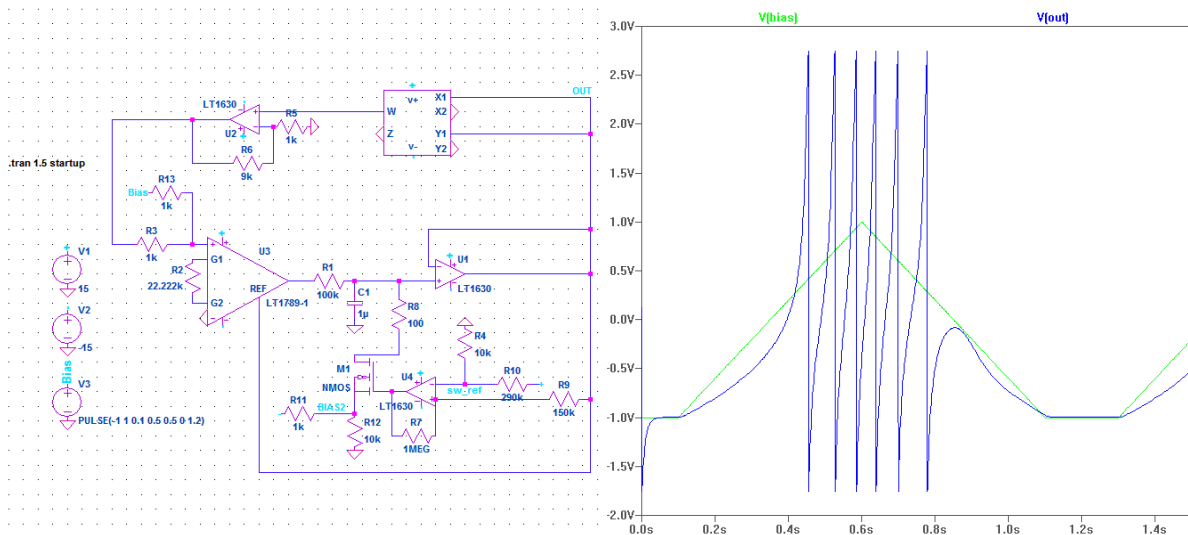 LT1630
U2
R5
1k
R6
9k
W
Z
V+
V-
X1
X2
Y1
Y2
OUT
.tran 1.5 startup
Bias
R13
1k
R3
1k
R2
22.222k
G1
G2
U3
REF
LT1789-1
R1
100k
C1
1µ
U1
LT1630
R8
100
R4
10k
M1
NMOS
U4
LT1630
sw_ref
R10
290k
R9
150k
R7
1MEG
R11
1k
BIAS2
R12
10k
V1
15
V2
-15
Bias
V3
PULSE(-1 1 0.1 0.5 0.5 0 1.2)
V(bias)
V(out)
3.0V
2.5V
2.0V
1.5V
1.0V
0.5V
0.0V
-0.5V
-1.0V
-1.5V
-2.0V
0.0s
0.2s
0.4s
0.6s
0.8s
1.0s
1.2s
1.4s